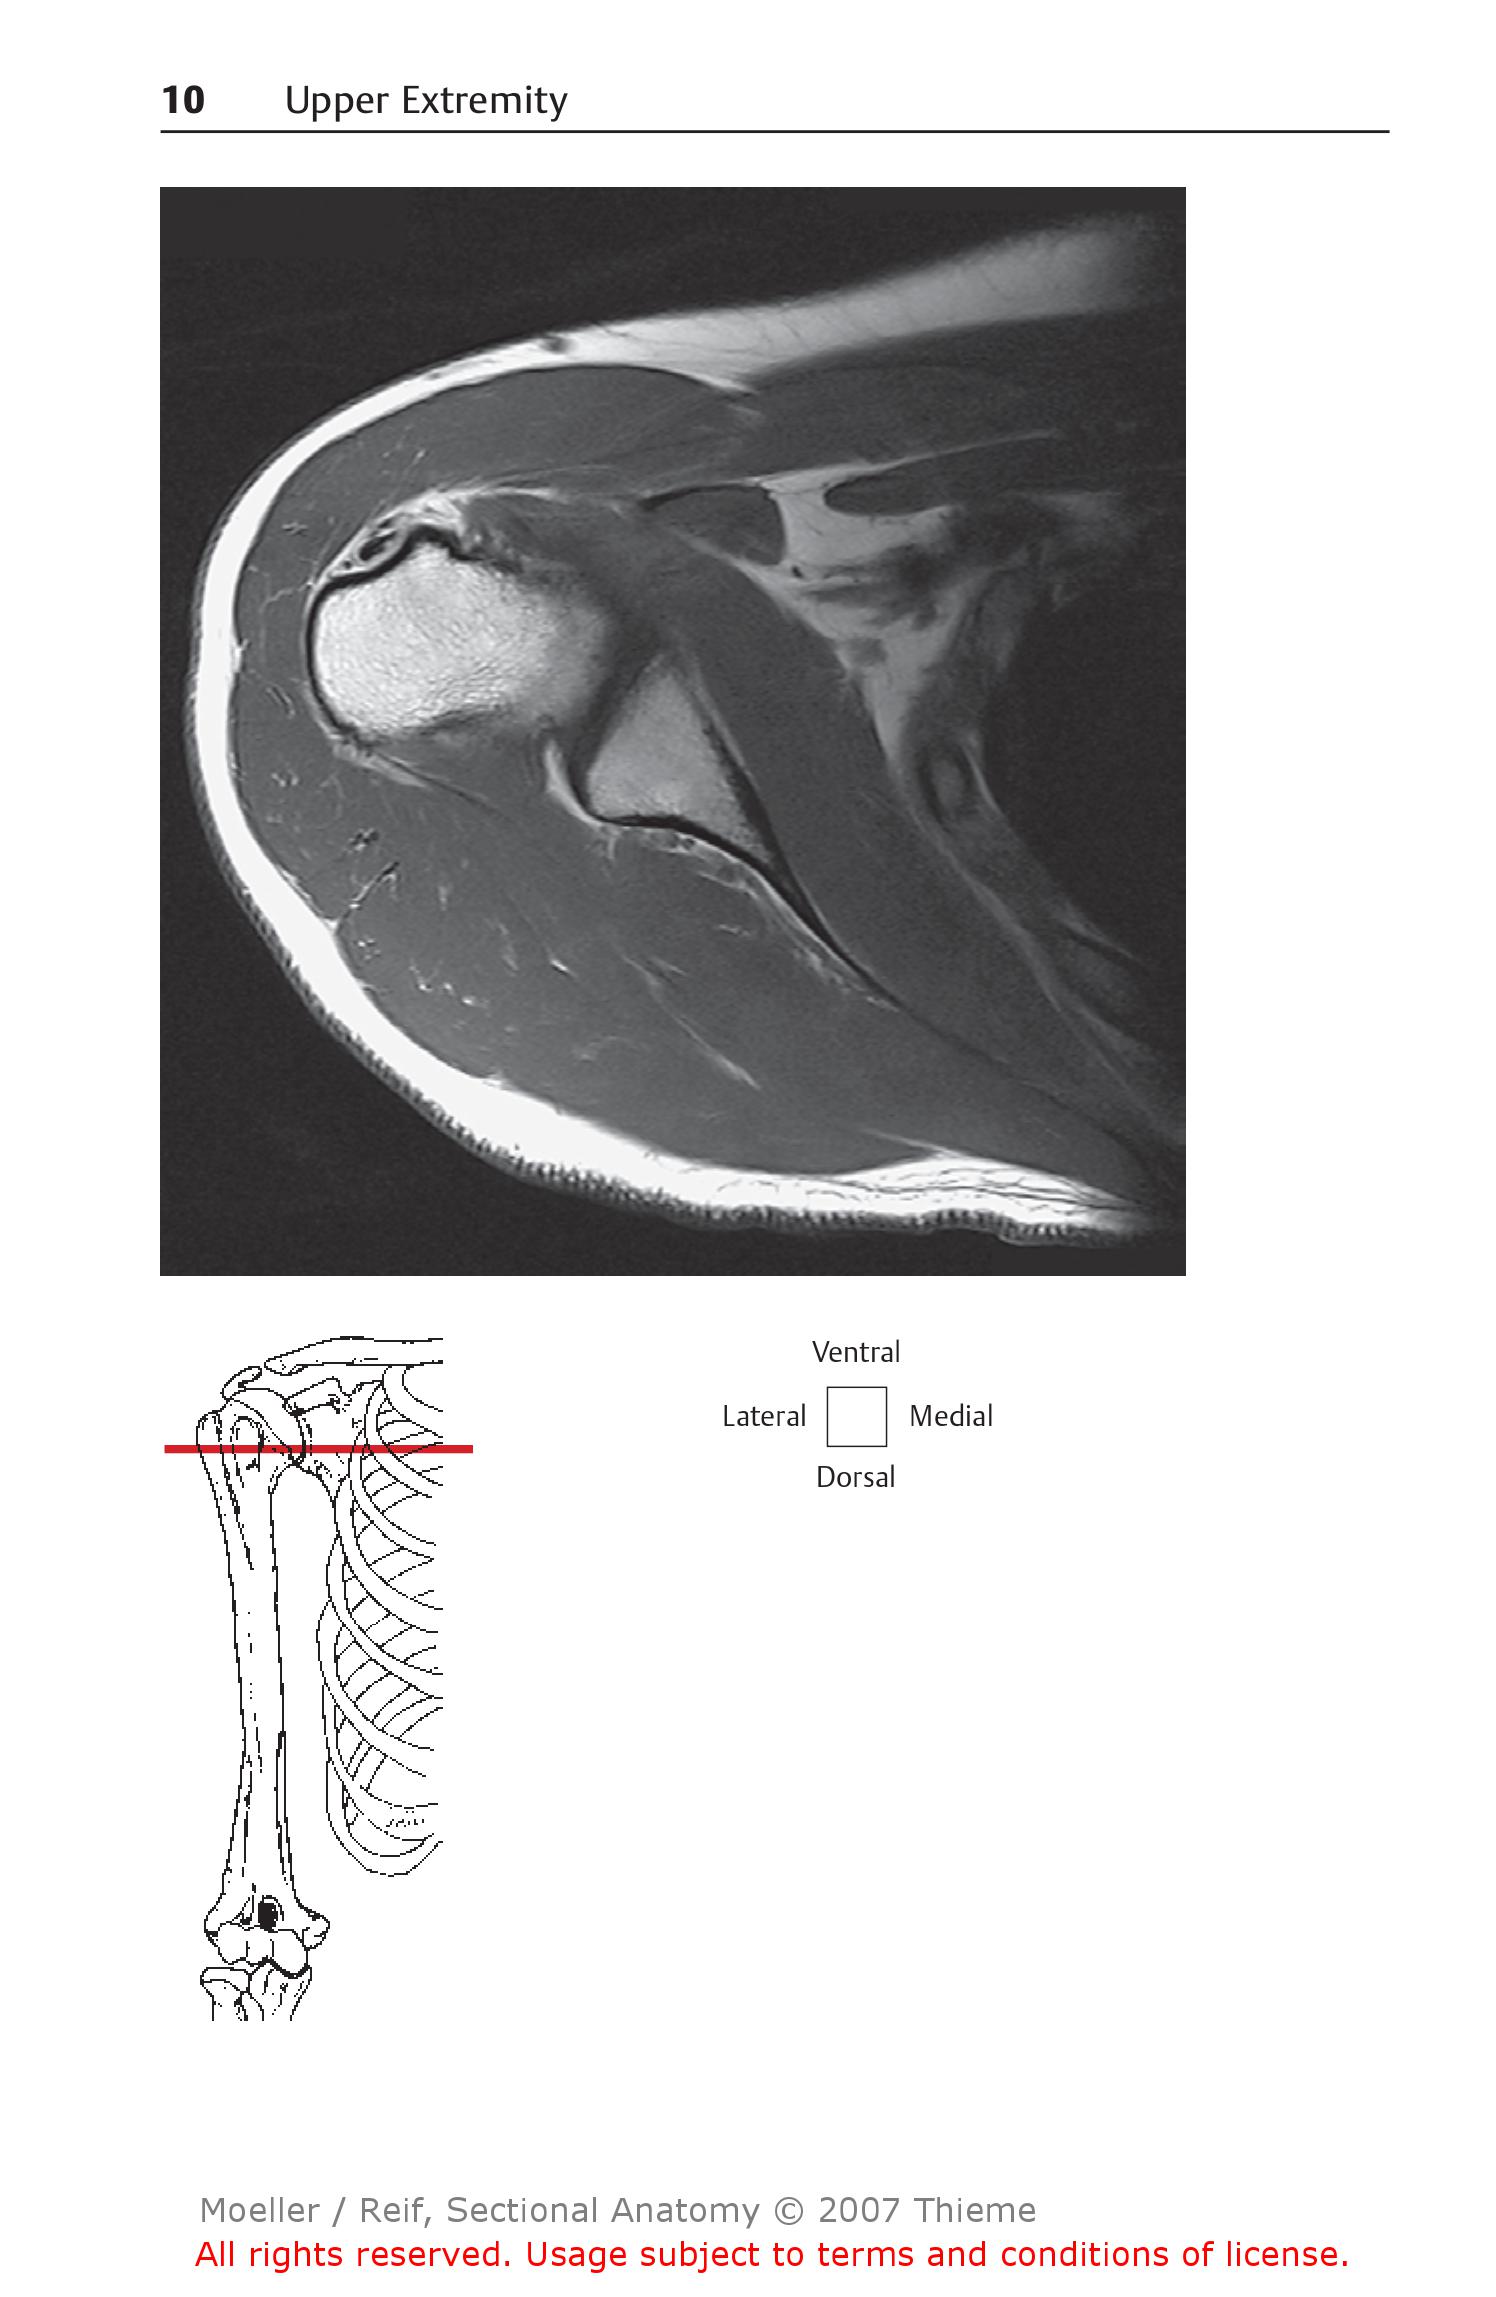 10 Upper Extremity
Ventral
Lateral Medial
Dorsal
Moeller / Reif, Sectional Anatomy © 2007 Thieme
All rights reserved. Usage subject to terms and conditions of license.